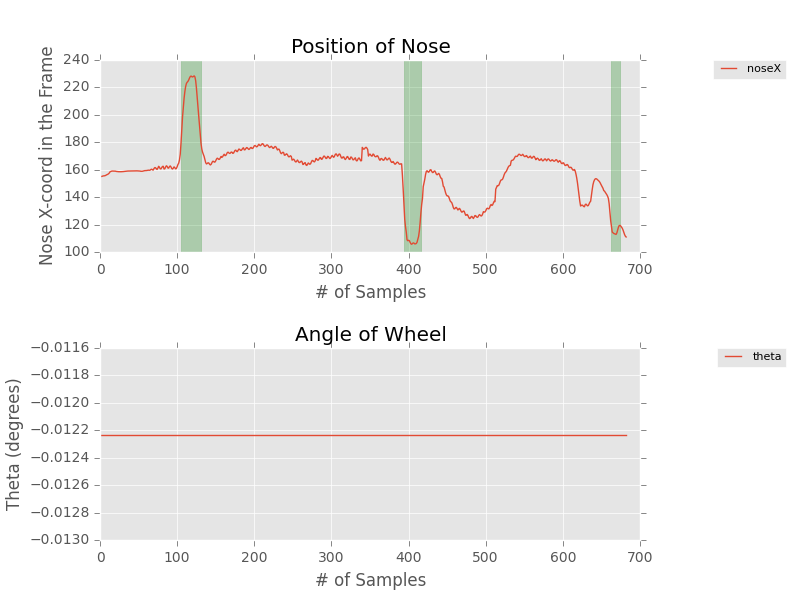 Position of Nose
noseX
Nose X-coord in the Frame
240
220
200
180
160
140
120
100
0 100 200 300 400 500 600 700
# of Samples
Angle of Wheel
theta
Theta (degrees)
−0.0116
−0.0118
−0.0120
−0.0122
−0.0124
−0.0126
−0.0128
−0.0130
0 100 200 300 400 500 600 700
# of Samples